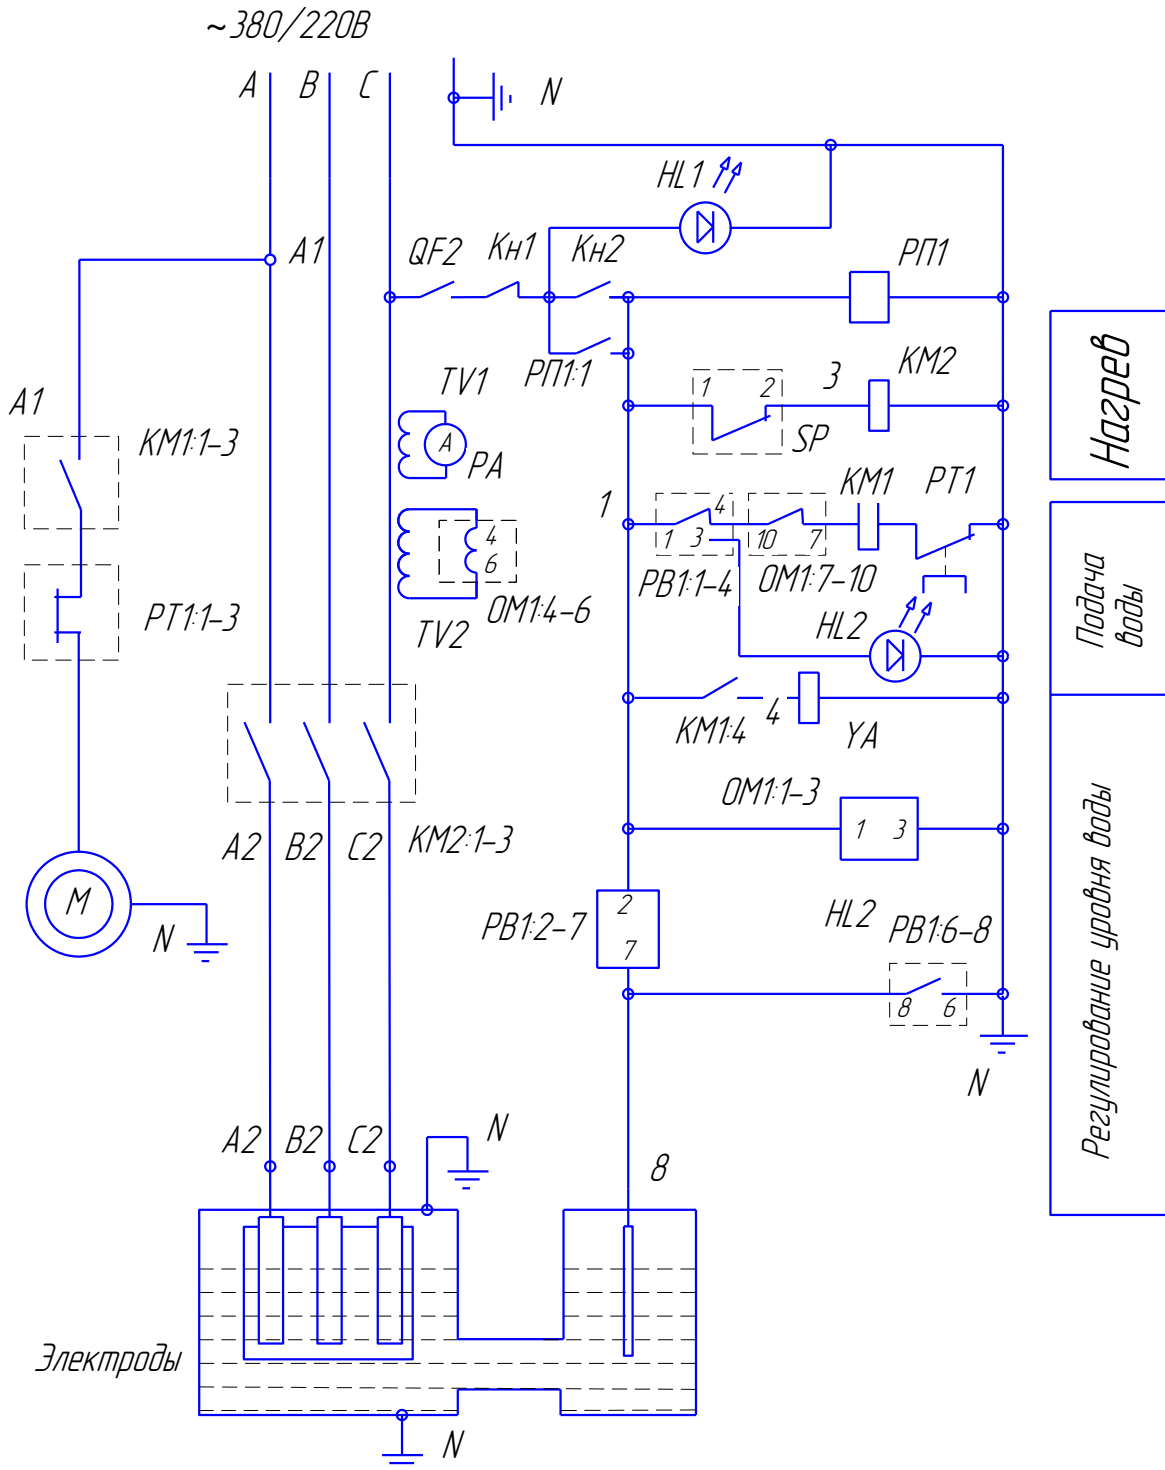 ~380/220В
A
B
C
N
HL1
A1
QF2
Кн1
Кн2
РП1
A1
КМ1:1-3
TV1
РП1:1
A
PA
1
2
3
SP
КМ2
Нагрев
1
1
3
4
10
7
КМ1
РТ1
РВ1:1-4
ОМ1:7-10
4
6
ОМ1:4-6
TV2
РТ1:1-3
HL2
Подача
воды
КМ1:4
4
YA
ОМ1:1-3
1
3
A2
B2
C2
КМ2:1-3
M
N
РВ1:2-7
2
7
HL2
РВ1:6-8
8
6
N
Регулирование уровня воды
A2
B2
C2
N
8
Электроды
N